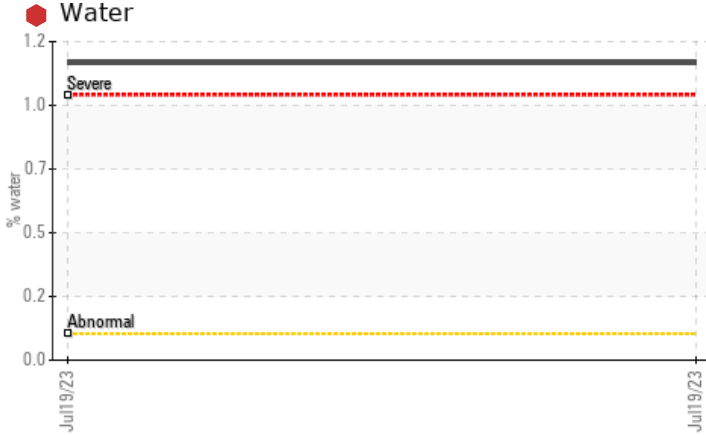 Water
1.2
Severe
1.0
0.7
% water
0.5
0.2
Abnormal
0.0
Jul19/23
Jul19/23